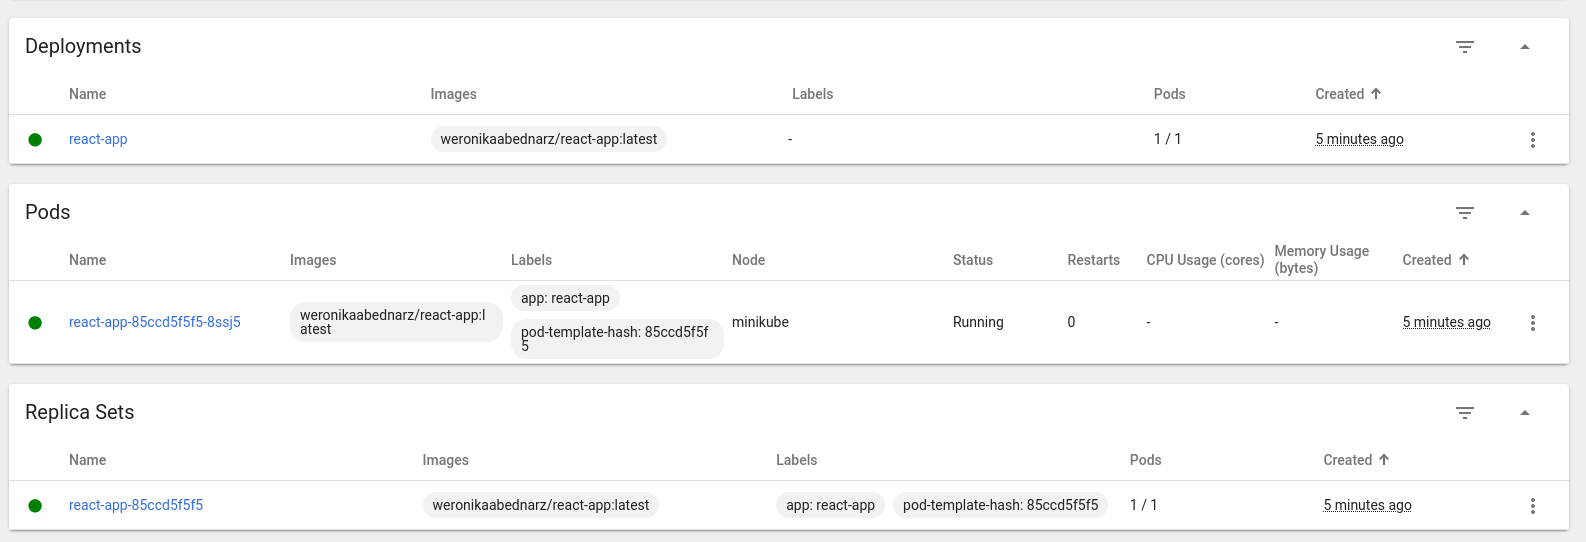 Deployments
Name Images Labels Pods Created
react-app weronikaabednarz/react-app:latest - 1 / 1 5 minutes ago
Pods
Name Images Labels Node Status Restarts CPU Usage (cores) Memory Usage
(bytes) Created
react-app-85ccd5f5f5-8ssj5 weronikaabednarz/react-app:l
atest
app: react-app
pod-template-hash: 85ccd5f5f
5
minikube Running 0 - - 5 minutes ago
Replica Sets
Name Images Labels Pods Created
react-app-85ccd5f5f5 weronikaabednarz/react-app:latest app: react-app pod-template-hash: 85ccd5f5f5 1 / 1 5 minutes ago